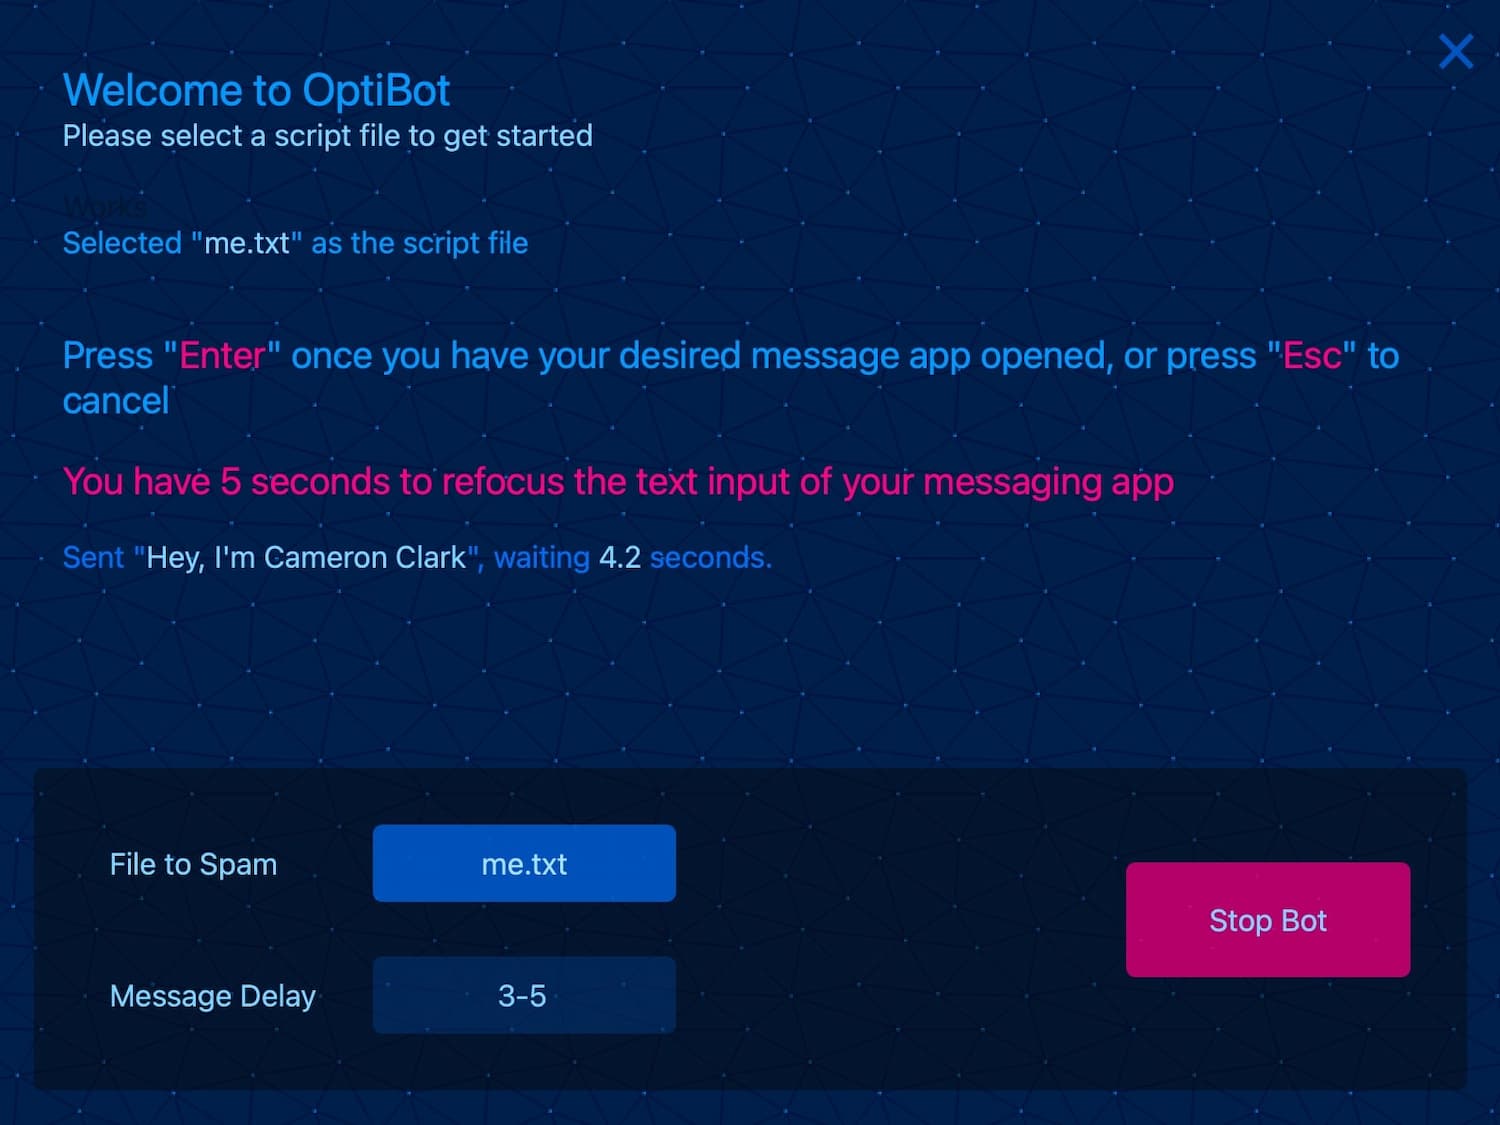 Welcome to OptiBot
Please select a script file to get started
Works
Selected "me.txt" as the script file
Press "Enter" once you have your desired message app opened, or press "Esc" to
cancel
You have 5 seconds to refocus the text input of your messaging app
Sent "Hey, I'm Cameron Clark", waiting 4.2 seconds.
File to Spam
me.txt
Stop Bot
Message Delay
3-5